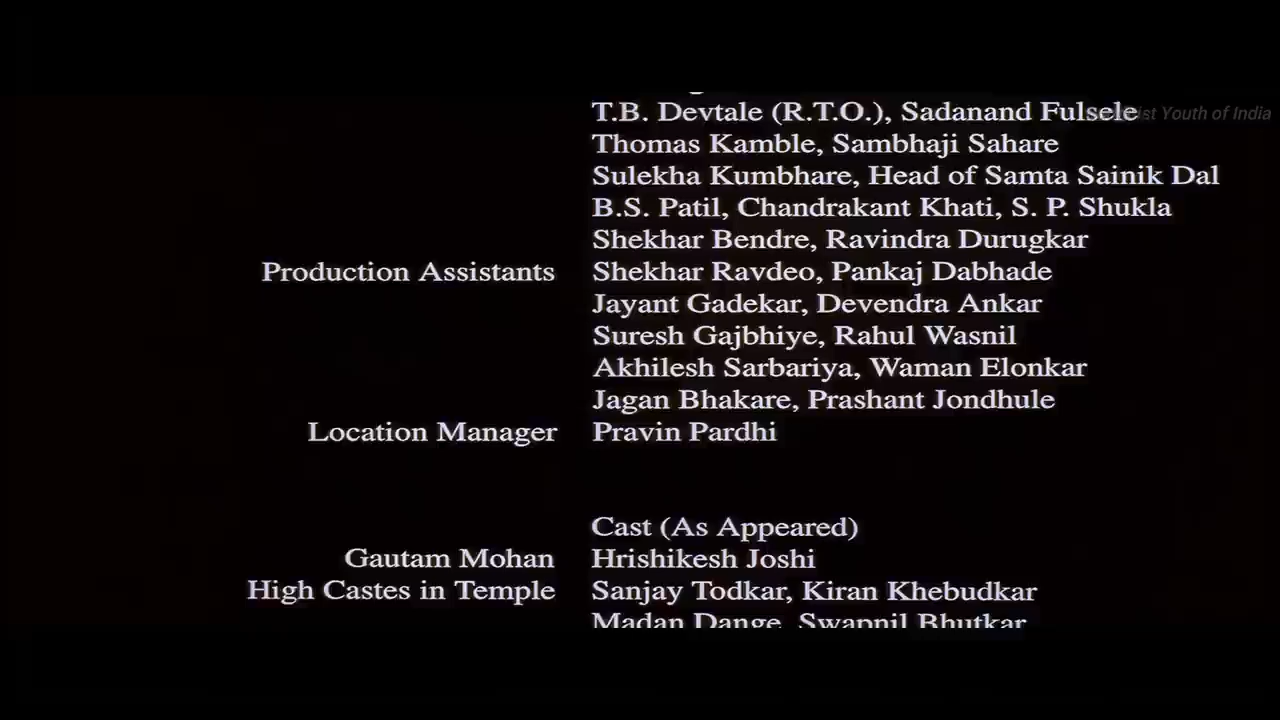 T.B. Devtale (R.T.O.), Sadanand Fulsele
Youth of India
Thomas Kamble, Sambhaji Sahare
Sulekha Kumbhare, Head of Samta Sainik Dal
B.S. Patil, Chandrakant Khati, S. P. Shukla
Shekhar Bendre, Ravindra Durugkar
Production Assistants Shekhar Ravdeo, Pankaj Dabhade
Jayant Gadekar, Devendra Ankar
Suresh Gajbhiye, Rahul Wasnil
Akhilesh Sarbariya, Waman Elonkar
Jagan Bhakare, Prashant Jondhule
Location Manager Pravin Pardhi
Cast (As Appeared)
Gautam Mohan Hrishikesh Joshi
High Castes in Temple Sanjay Todkar, Kiran Khebudkar
Madan Dange, Swapnil Bhutkar